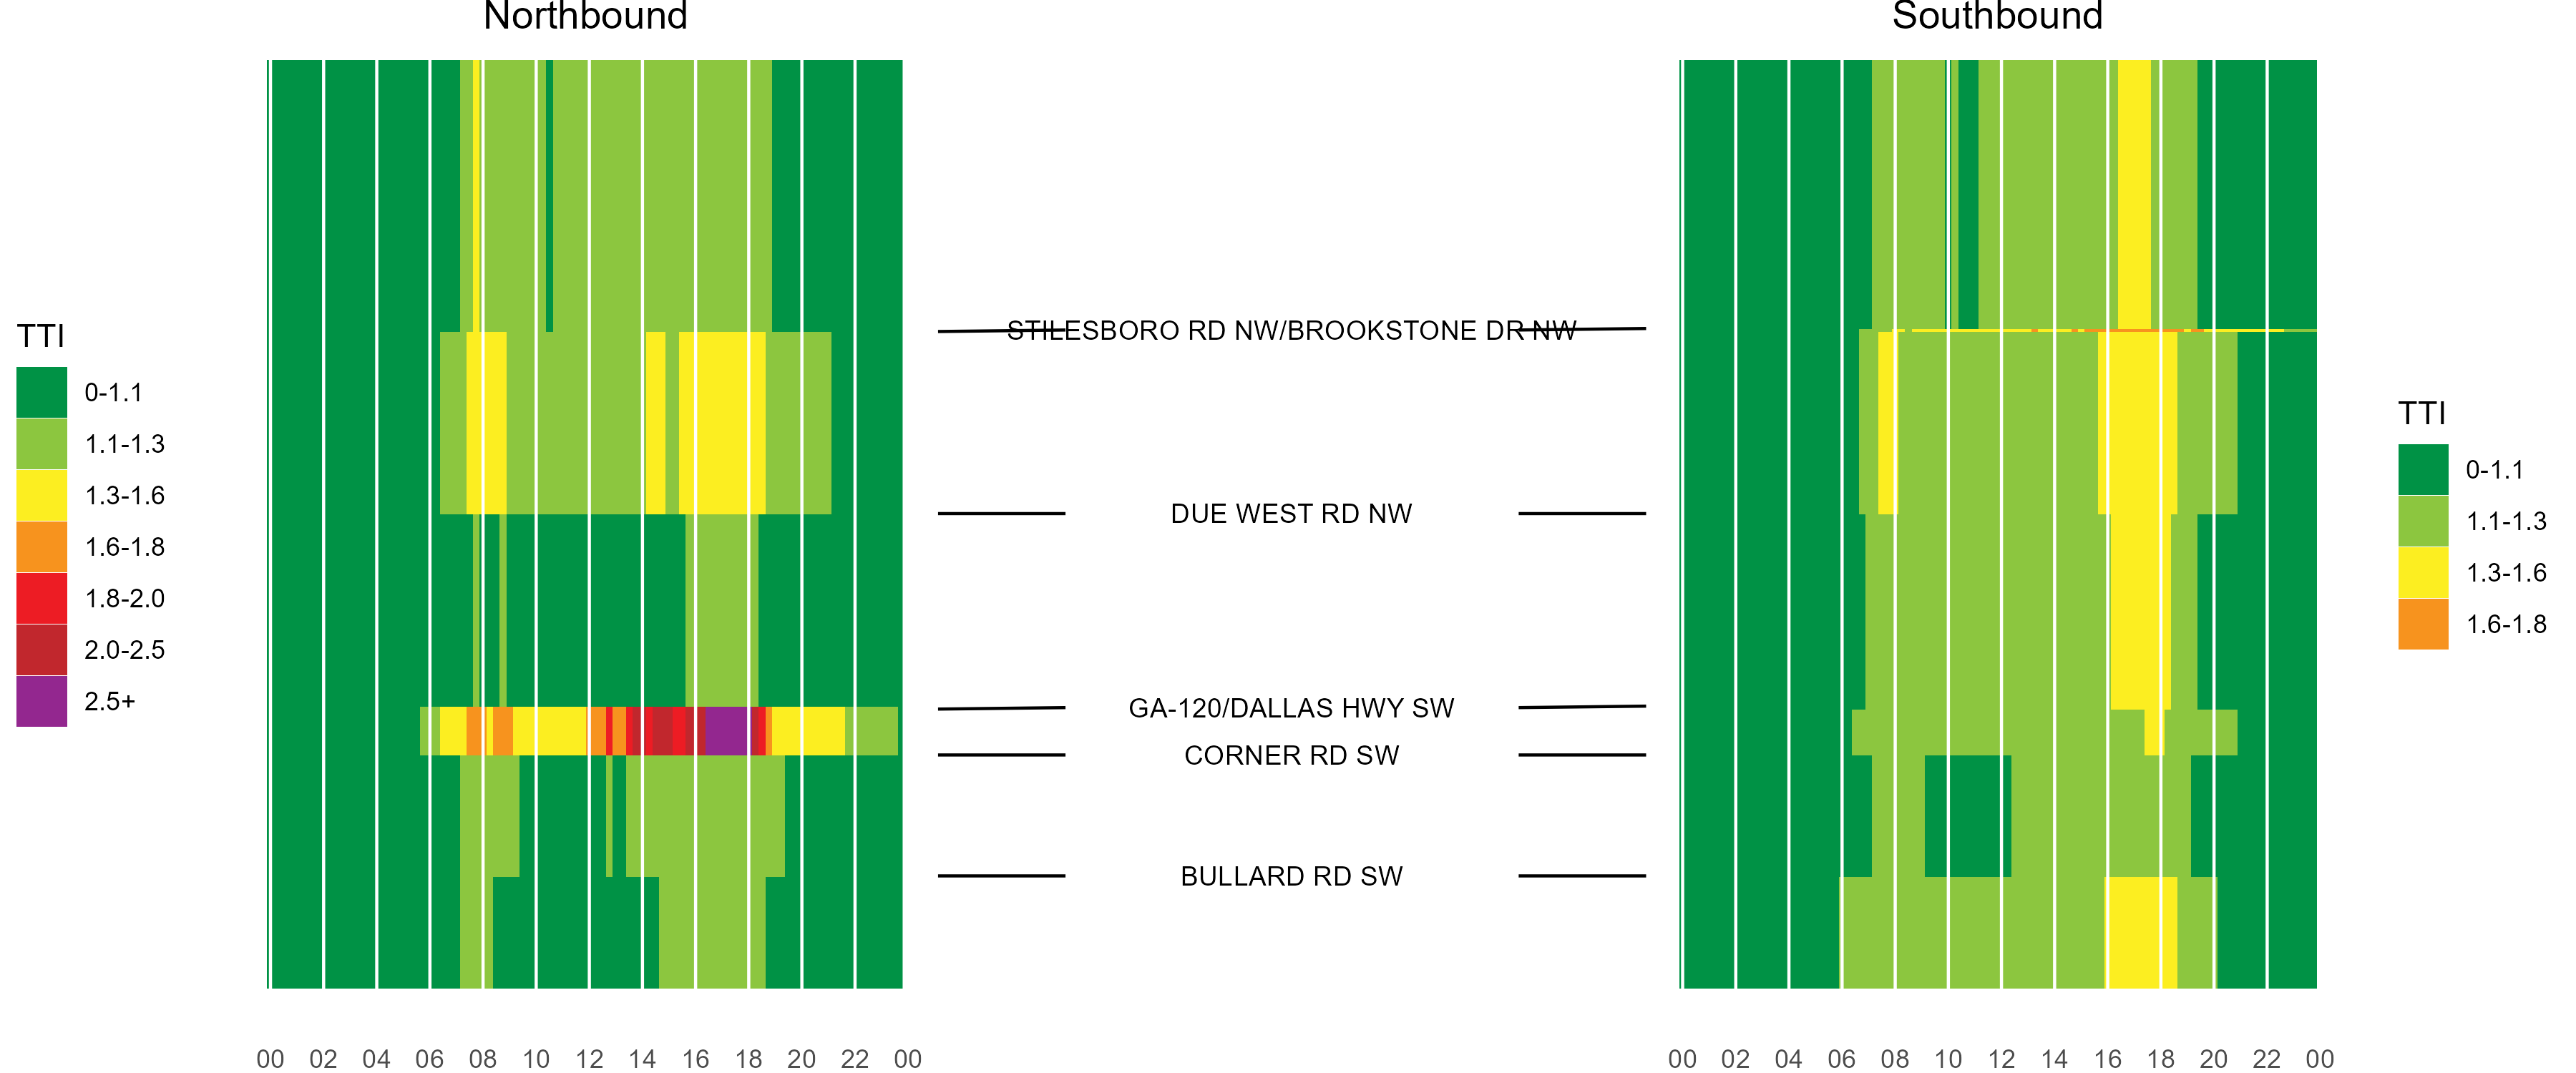 Northbound
Southbound
TTI
0-1.1
1.1-1.3
1.3-1.6
1.6-1.8
1.8-2.0
2.0-2.5
2.5+
STILESBORO RD NW/BROOKSTONE DR NW
DUE WEST RD NW
GA-120/DALLAS HWY SW
CORNER RD SW
BULLARD RD SW
TTI
0-1.1
1.1-1.3
1.3-1.6
1.6-1.8
00 02 04 06 08 10 12 14 16 18 20 22 00
00 02 04 06 08 10 12 14 16 18 20 22 00